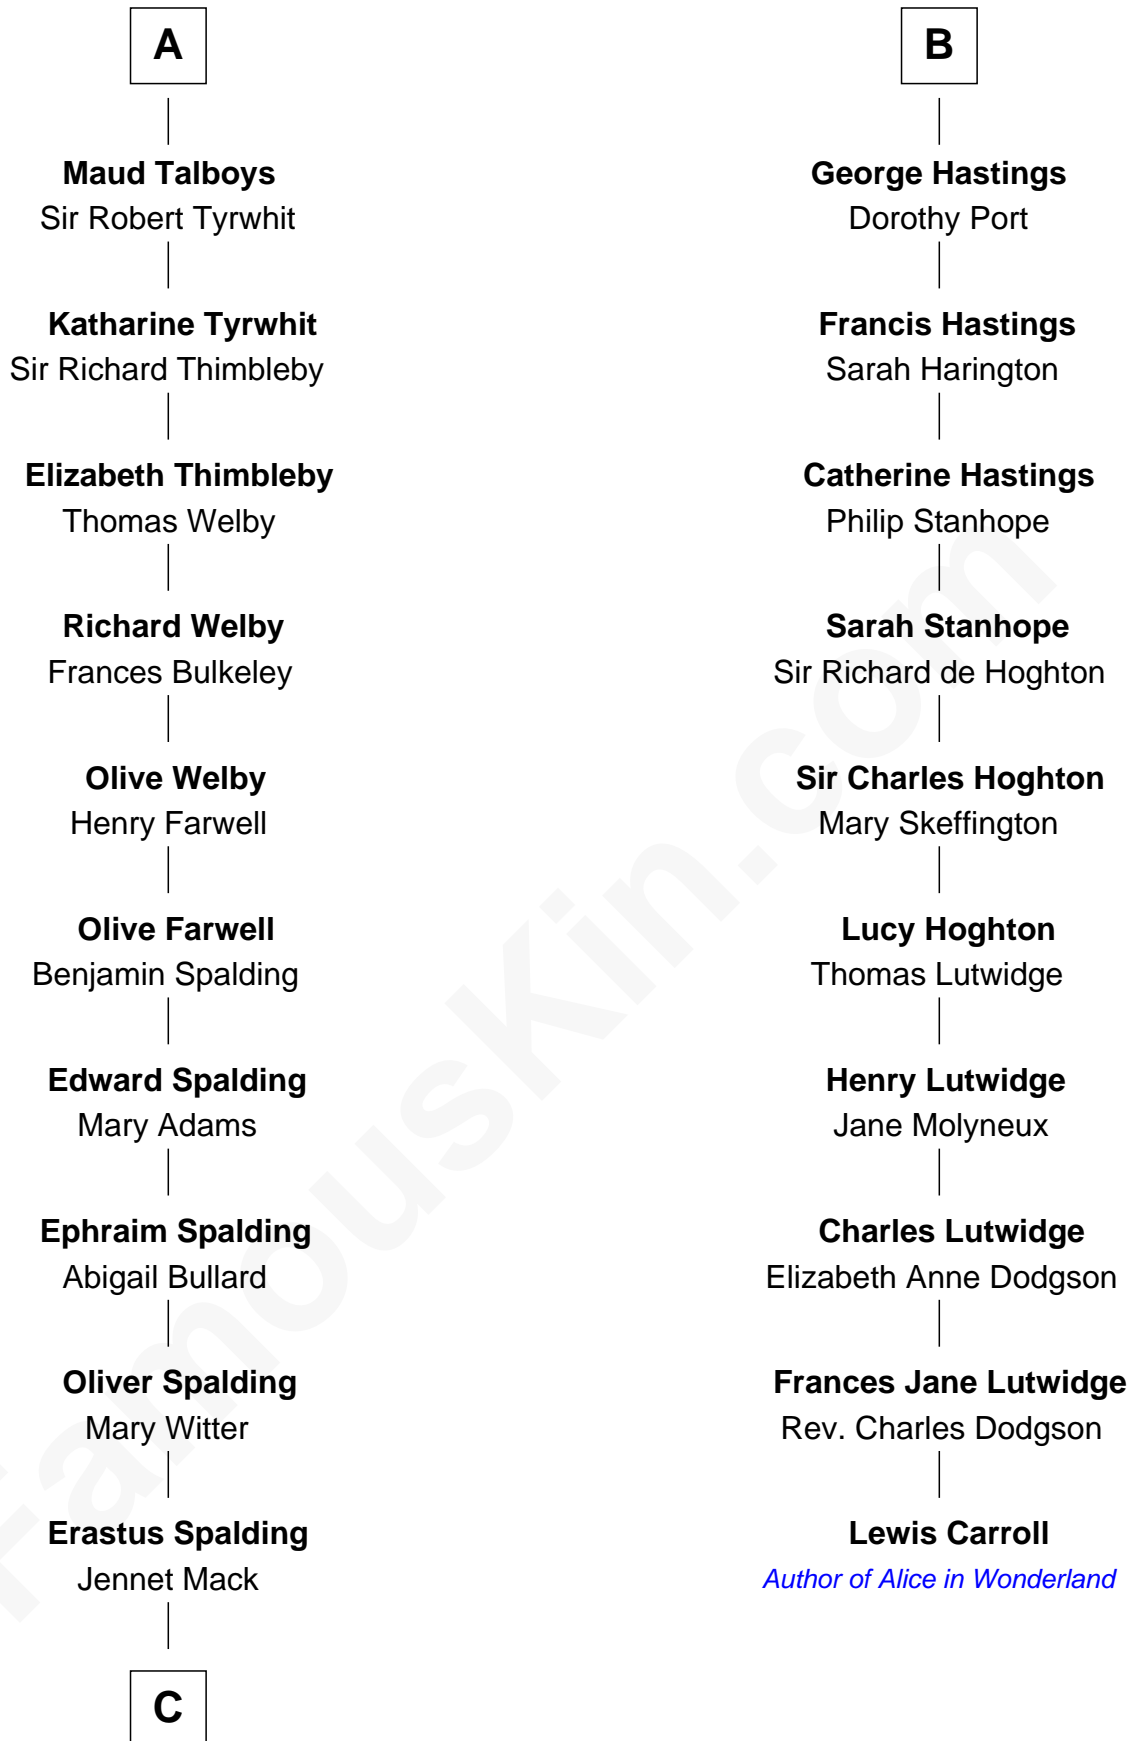 A
Maud Talboys
Sir Robert Tyrwhit
Katharine Tyrwhit
Sir Richard Thimbleby
Elizabeth Thimbleby
Thomas Welby
Richard Welby
Frances Bulkeley
Olive Welby
Henry Farwell
Olive Farwell
Benjamin Spalding
Edward Spalding
Mary Adams
Ephraim Spalding
Abigail Bullard
Oliver Spalding
Mary Witter
Erastus Spalding
Jennet Mack
C
B
George Hastings
Dorothy Port
Francis Hastings
Sarah Harington
Catherine Hastings
Philip Stanhope
Sarah Stanhope
Sir Richard de Hoghton
Sir Charles Hoghton
Mary Skeffington
Lucy Hoghton
Thomas Lutwidge
Henry Lutwidge
Jane Molyneux
Charles Lutwidge
Elizabeth Anne Dodgson
Frances Jane Lutwidge
Rev. Charles Dodgson
Lewis Carroll
Author of Alice in Wonderland
FamousKin.com